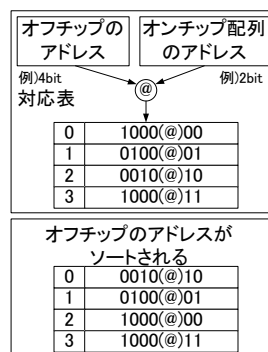 オフチップの
アドレス
オンチップ配列
のアドレス
例)4bit
例)2bit
@
対応表
0 1000(@)00
1 0100(@)01
2 0010(@)10
3 1000(@)11
オフチップのアドレスが
ソートされる
0 0010(@)10
1 0100(@)01
2 1000(@)00
3 1000(@)11